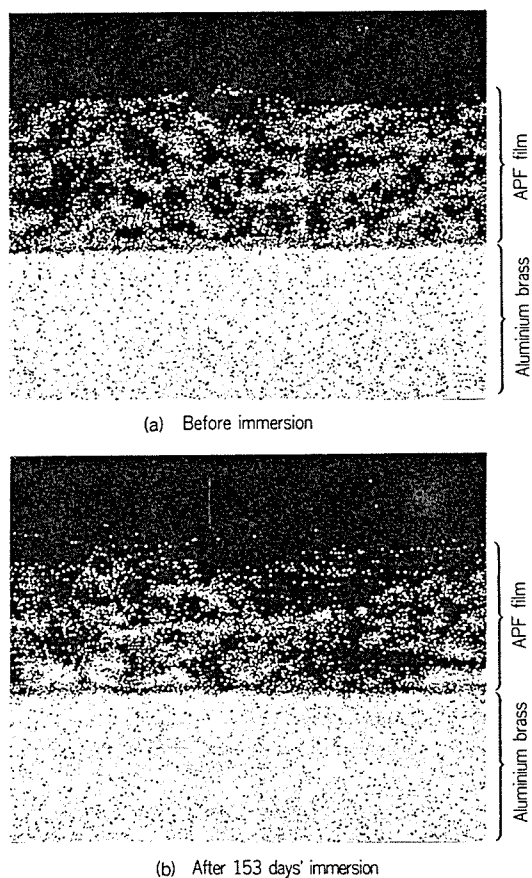 APF film
Aluminium brass
(a) Before immersion
APF film
Aluminium brass
(b) After 153 days' immersion